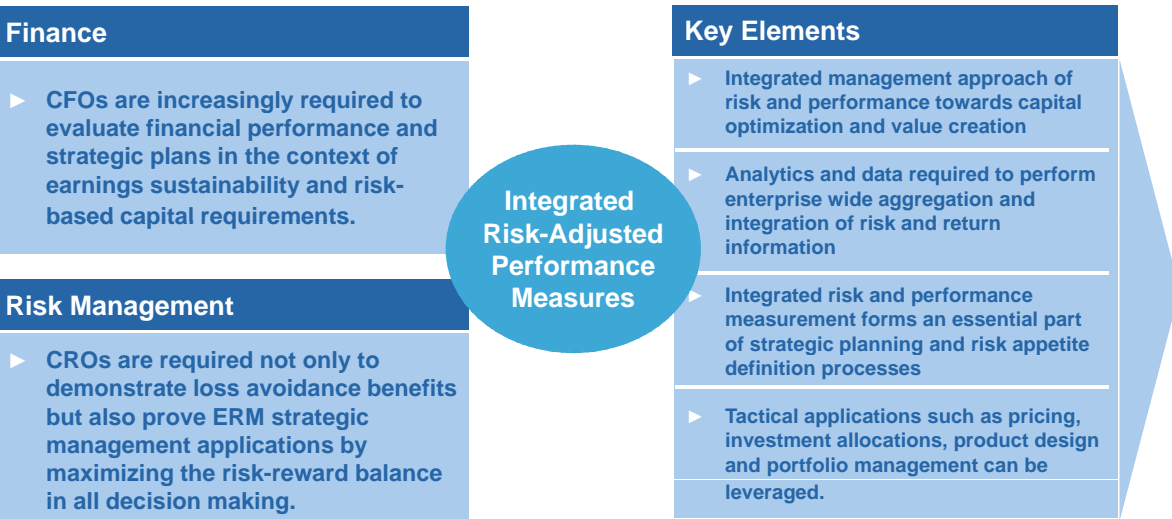 Finance
► CFOs are increasingly required to
evaluate financial performance and
strategic plans in the context of
earnings sustainability and risk-
based capital requirements.
Risk Management
► CROs are required not only to
demonstrate loss avoidance benefits
but also prove ERM strategic
management applications by
maximizing the risk-reward balance
in all decision making.
Integrated
Risk-Adjusted
Performance
Measures
Key Elements
► Integrated management approach of
risk and performance towards capital
optimization and value creation
► Analytics and data required to perform
enterprise wide aggregation and
integration of risk and return
information
► Integrated risk and performance
measurement forms an essential part
of strategic planning and risk appetite
definition processes
► Tactical applications such as pricing,
investment allocations, product design
and portfolio management can be
leveraged.